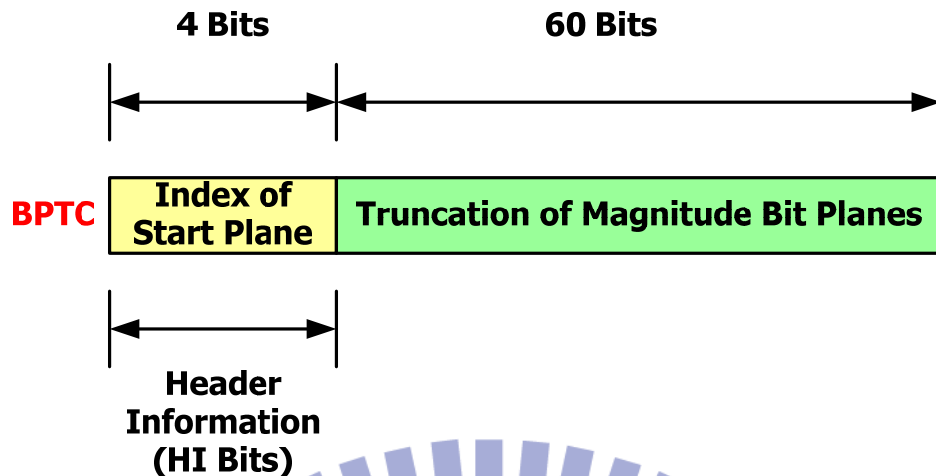 4 Bits
60 Bits
BPTC
Index of
Start Plane
Truncation of Magnitude Bit Planes
Header
Information
(HI Bits)